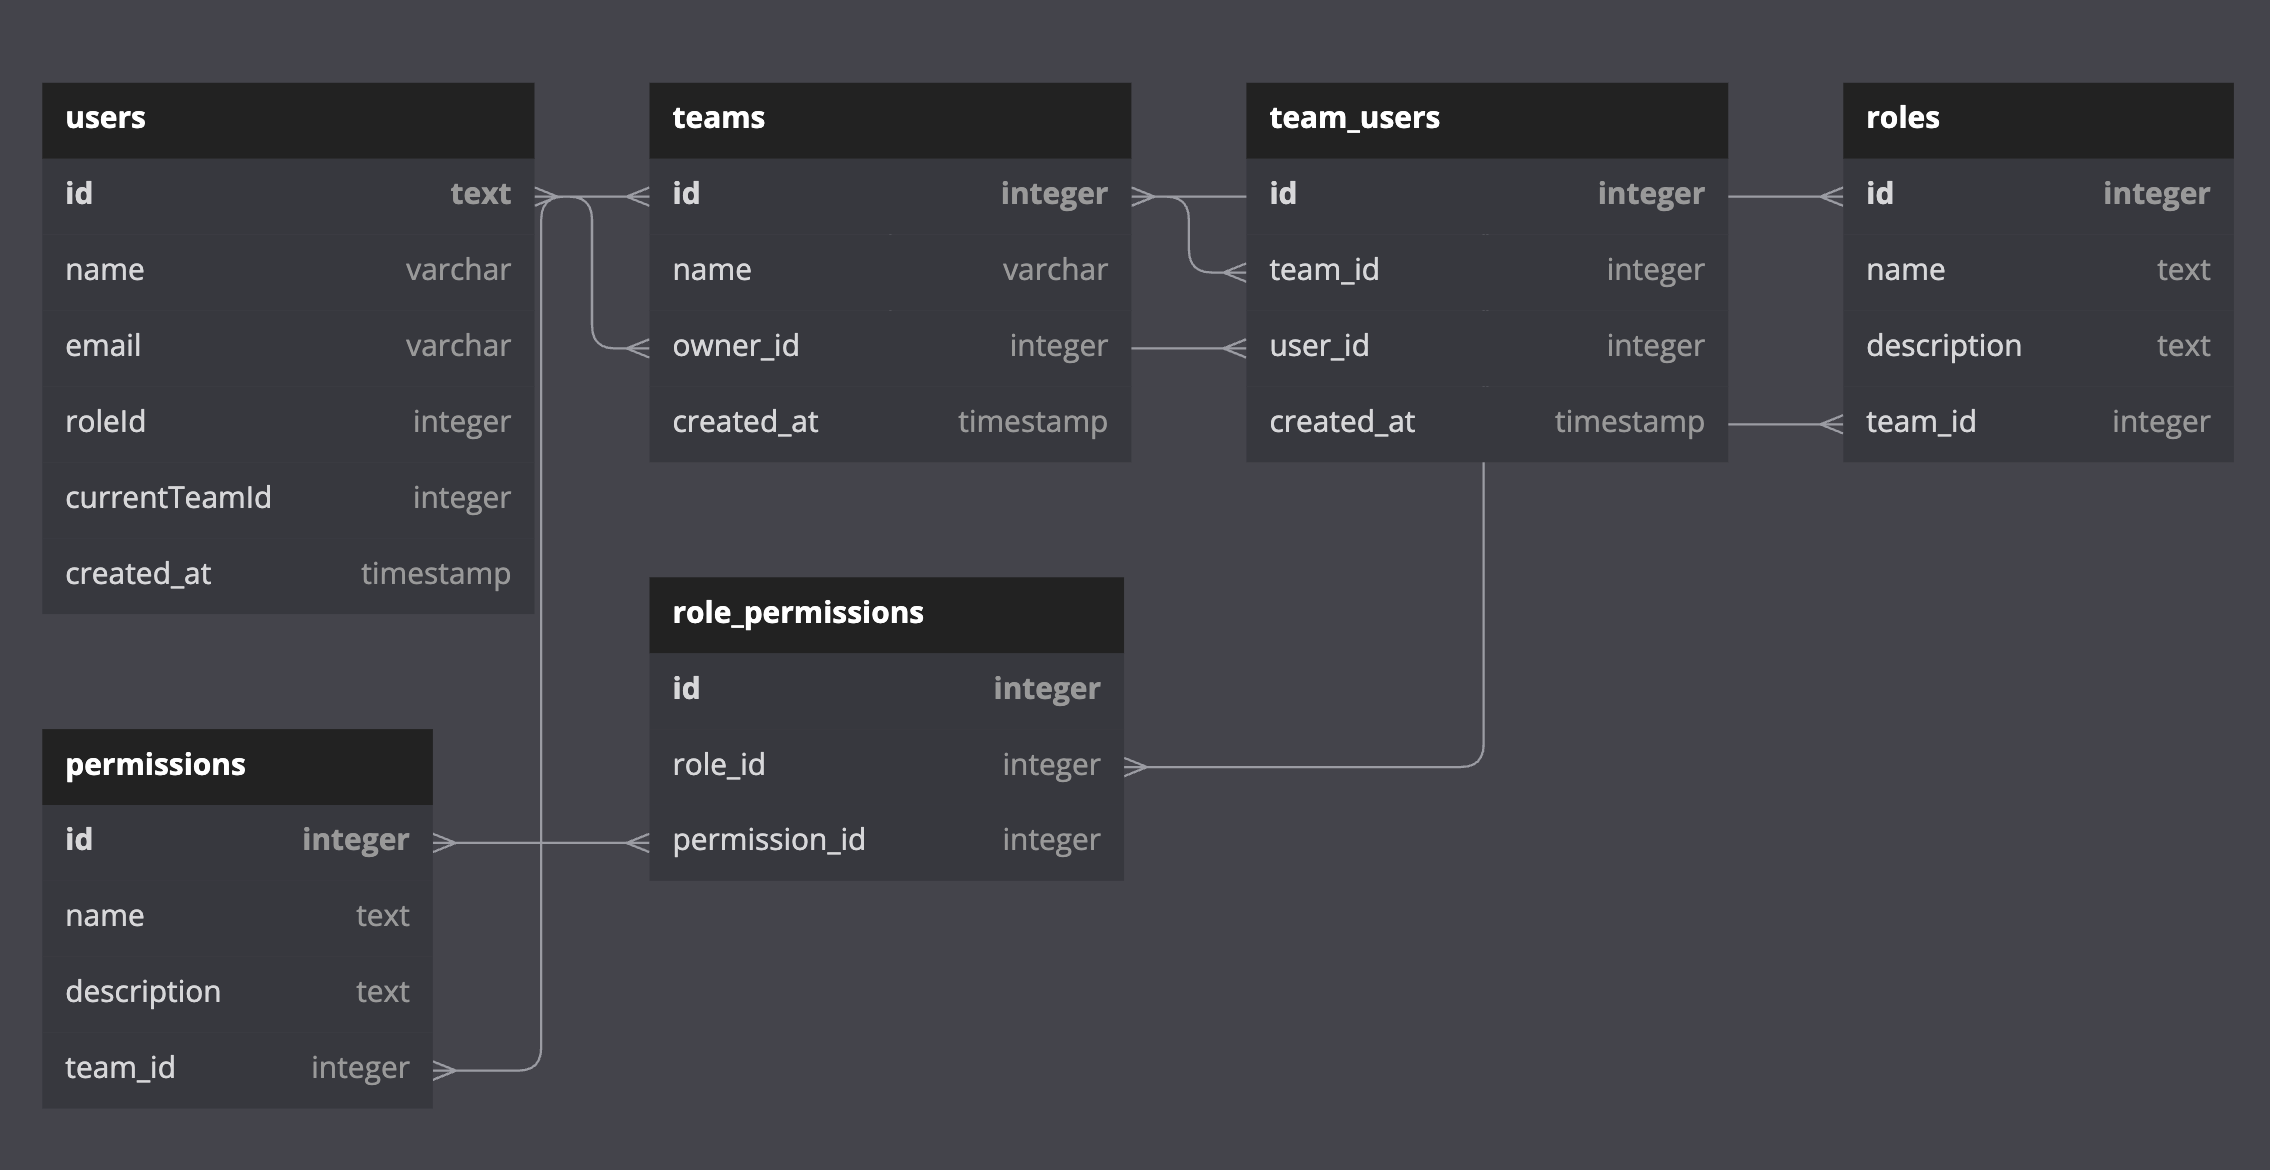 users
id text
name varchar
email varchar
roleId integer
currentTeamId integer
created_at timestamp
teams
id integer
name varchar
owner_id integer
created_at timestamp
team_users
id integer
team_id integer
user_id integer
created_at timestamp
roles
id integer
name text
description text
team_id integer
role_permissions
id integer
role_id integer
permission_id integer
permissions
id integer
name text
description text
team_id integer